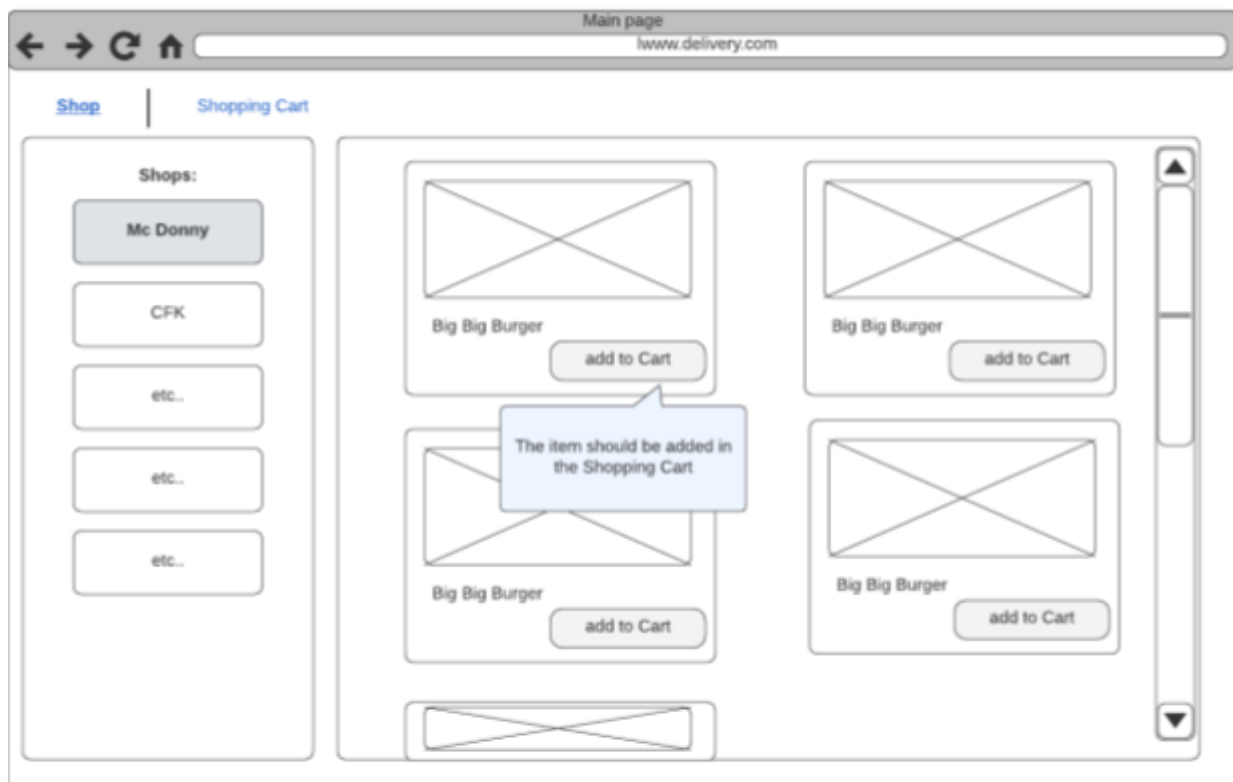 Main page
lwww.delivery.com
Shop
Shopping Cart
Shops:
Mc Donny
CFK
etc..
etc..
etc..
Big Big Burger
add to Cart
Big Big Burger
add to Cart
The item should be added in
the Shopping Cart
Big Big Burger
add to Cart
Big Big Burger
add to Cart